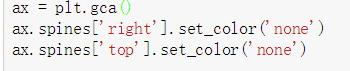 ax = plt.gca()
ax.spines['right'].set_color('none')
ax.spines['top'].set_color('none')